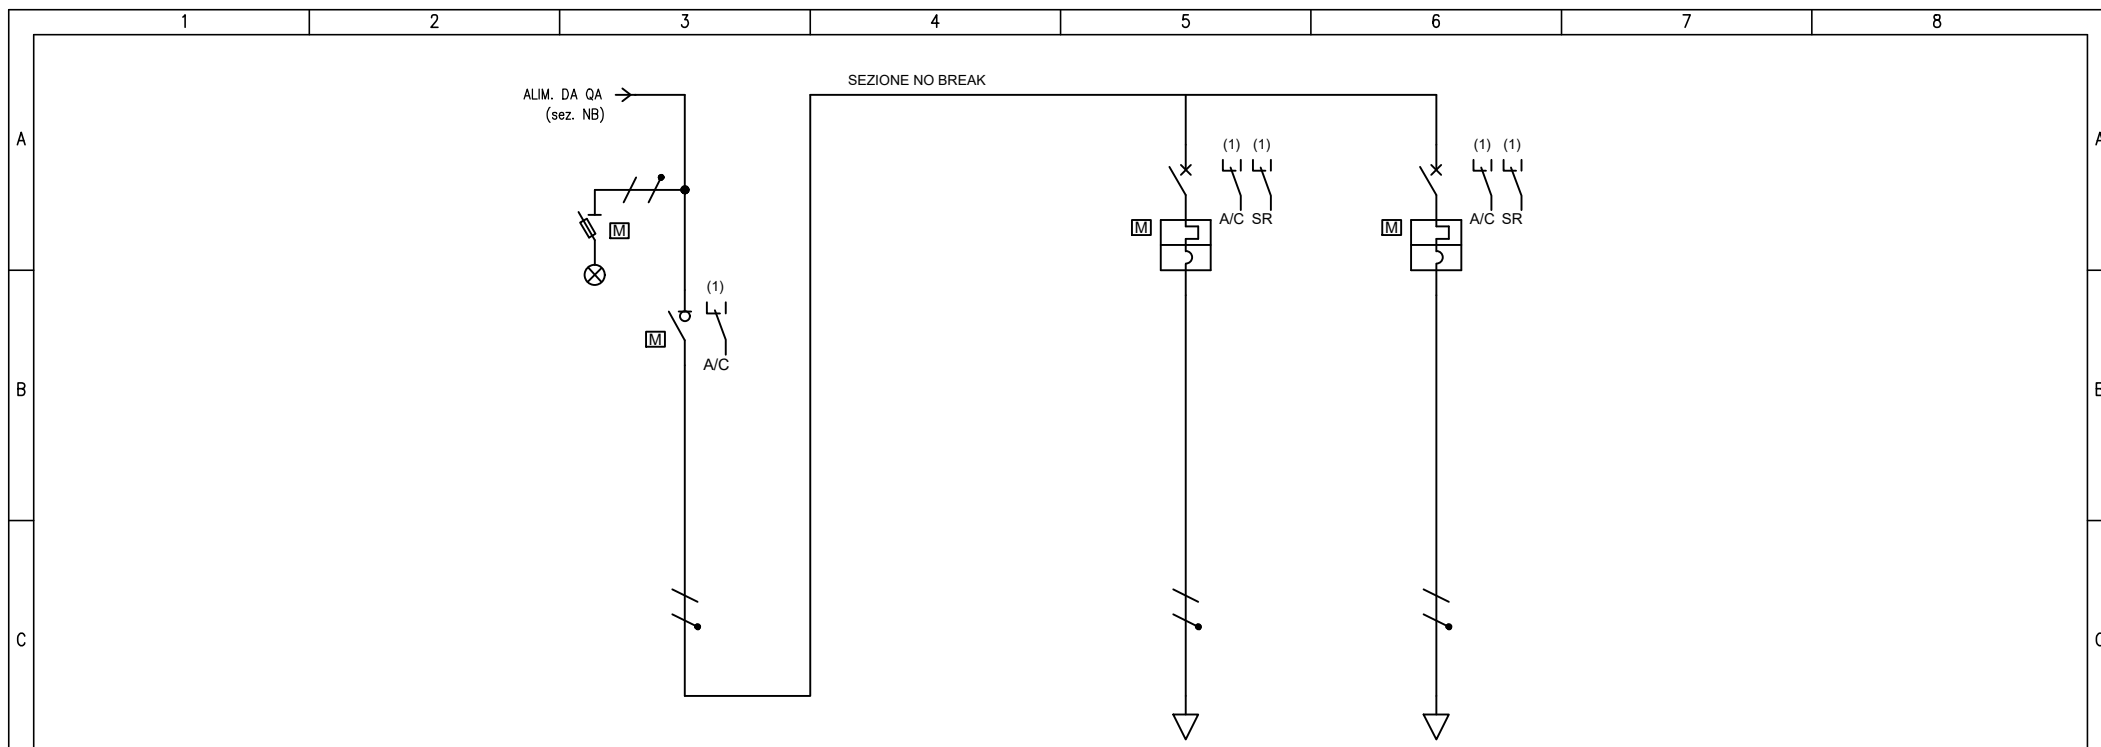 1 2 3 4 5 6 7 8
SEZIONE NO BREAK
ALIM. DA QA
(sez. NB)
A A
(1) (1) (1) (1)
A/C SR A/C SR
M M M
(1)
M
A/C
B B
C C